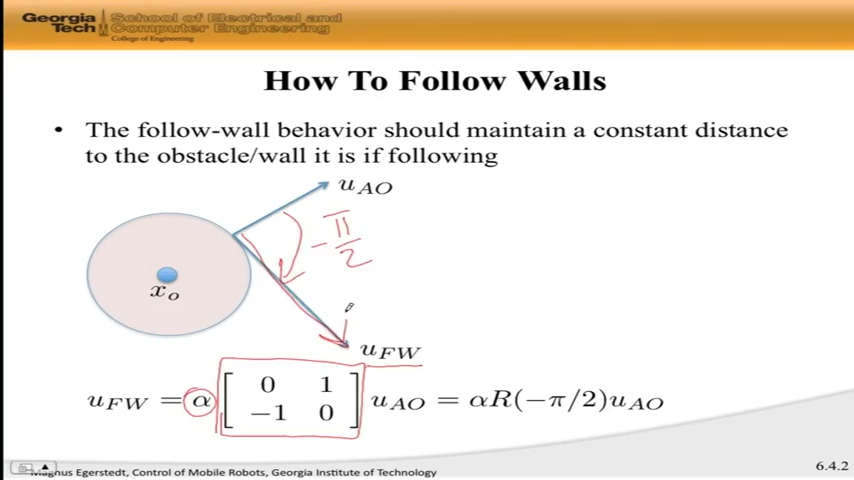 Georgia Tech School of Electrical and Computer Engineering
College of Engineering
How To Follow Walls
• The follow-wall behavior should maintain a constant distance
to the obstacle/wall it is if following
u_AO
-π/2
x_o
u_FW
u_FW = α [ 0 1 ; −1 0 ] u_AO = αR(−π/2)u_AO
Magnus Egerstedt, Control of Mobile Robots, Georgia Institute of Technology
6.4.2